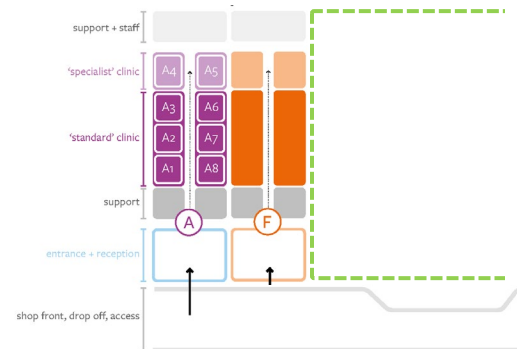 support + staff
'specialist' clinic
A4
A5
A3
A6
'standard' clinic
A2
A7
A1
A8
support
A
F
entrance + reception
shop front, drop off, access